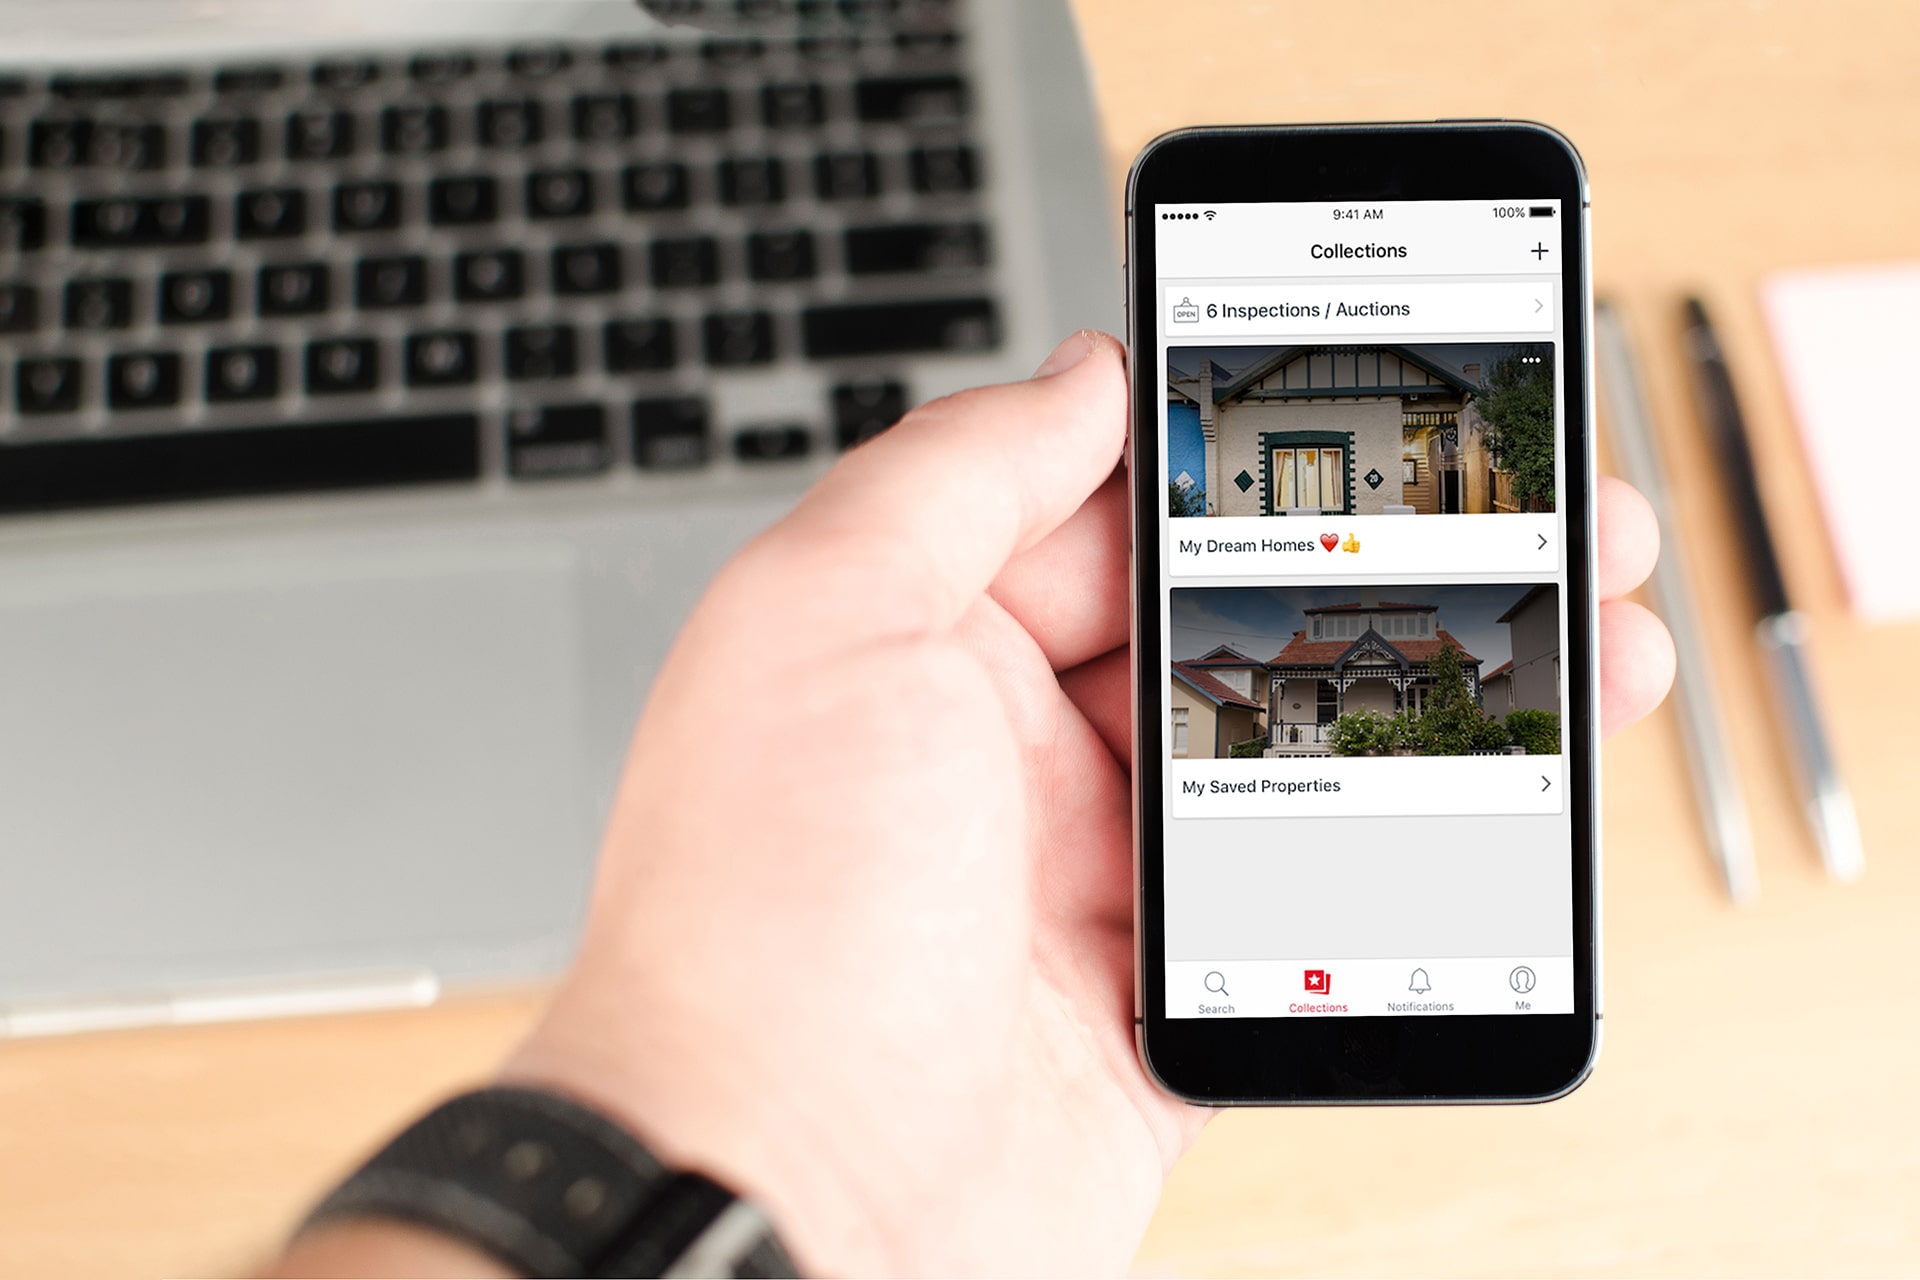 9:41 AM
100%
Collections
OPEN
6 Inspections / Auctions
20
My Dream Homes ❤️👍
My Saved Properties
Search
Collections
Notifications
Me